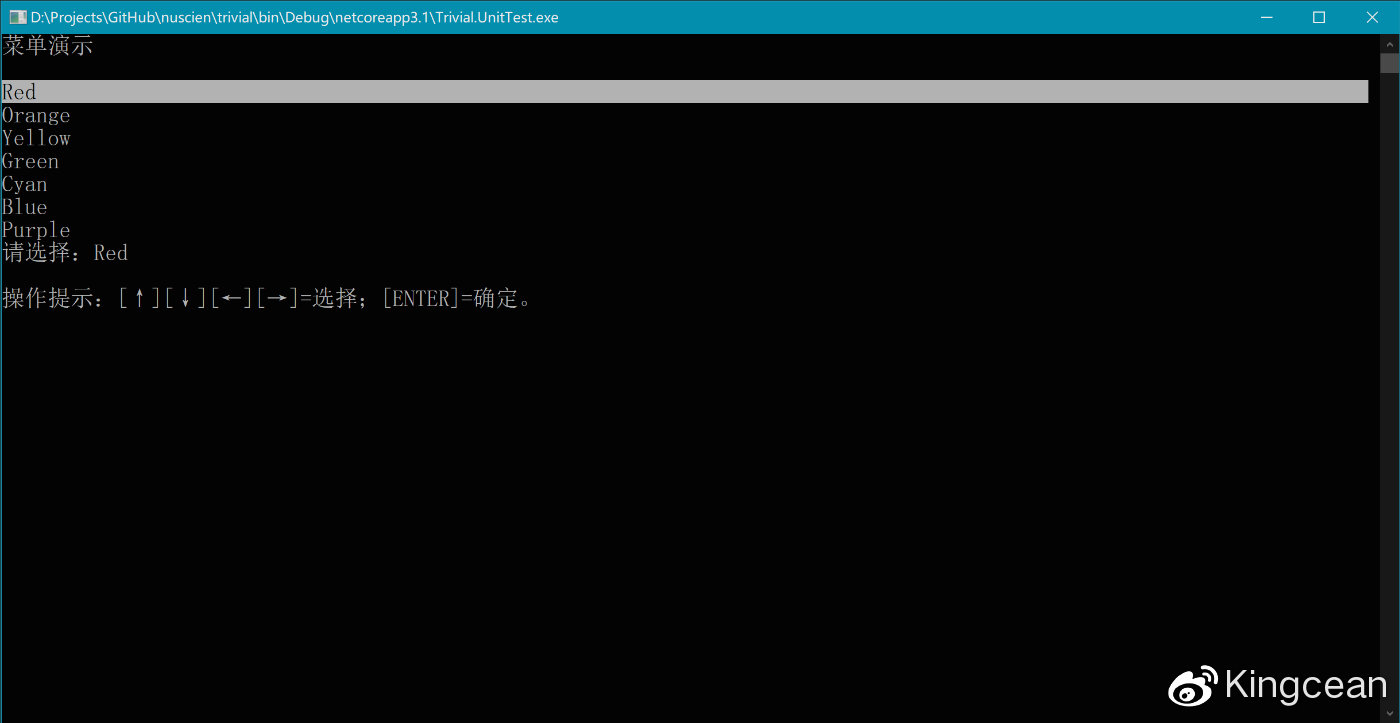 D:\Projects\GitHub\nuscien\trivial\bin\Debug\netcoreapp3.1\Trivial.UnitTest.exe
菜单演示
Red
Orange
Yellow
Green
Cyan
Blue
Purple
请选择：Red
操作提示：[↑][↓][←][→]=选择；[ENTER]=确定。
Kingcean